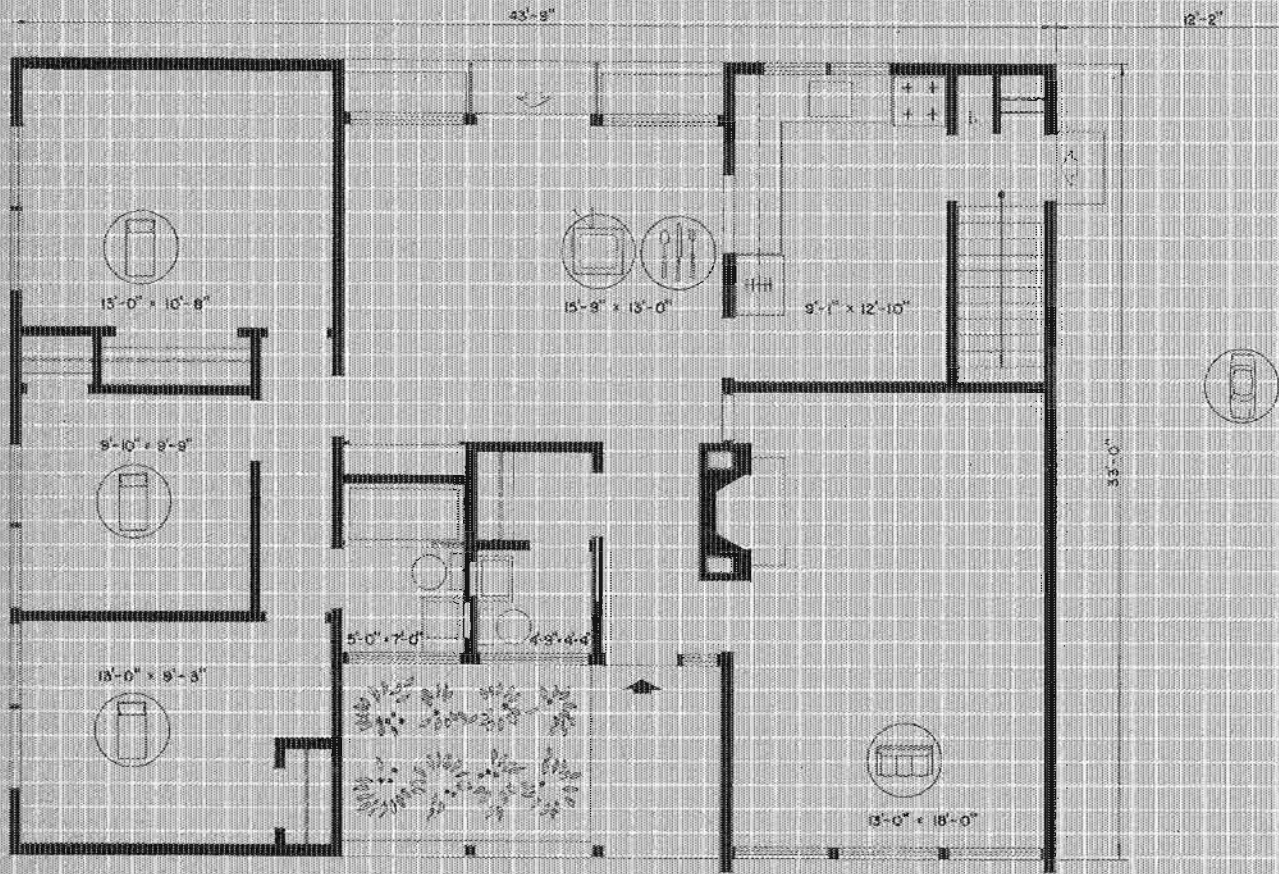 43'-9"
12'-2"
13'-0" × 10'-8"
15'-9" × 13'-0"
9'-1" × 12'-10"
9'-10" × 9'-9"
33'-0"
5'-0" × 7'-0"
4'-9" × 4'-4"
13'-0" × 9'-3"
13'-0" × 18'-0"